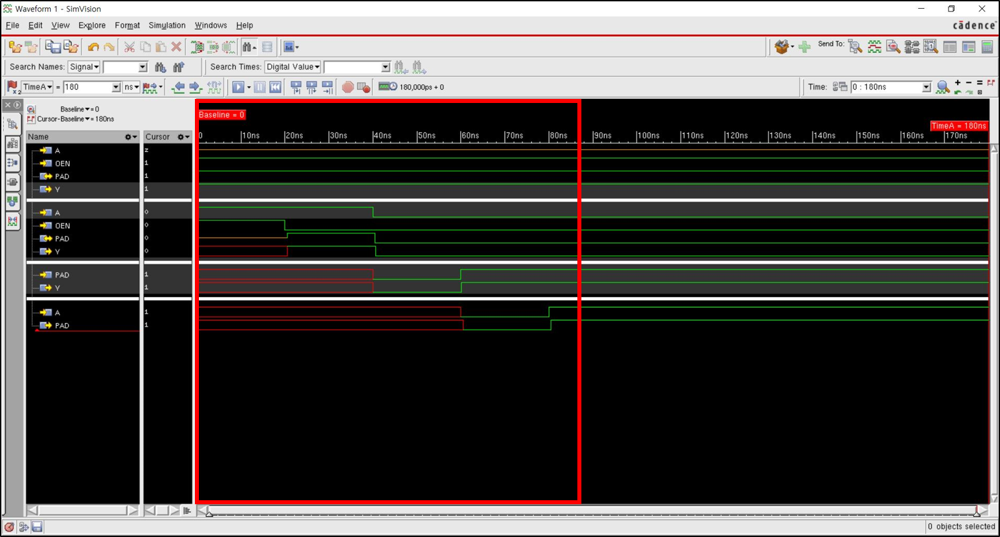 Waveform 1 - SimVision
File Edit View Explore Format Simulation Windows Help
cādence
Send To:
Search Names: Signal
Search Times: Digital Value
TimeA = 180 ns
180,000ps + 0
Time: 0 : 180ns
Baseline = 0
Cursor-Baseline = 180ns
Baseline = 0
TimeA = 180ns
Name Cursor
0 10ns 20ns 30ns 40ns 50ns 60ns 70ns 80ns 90ns 100ns 110ns 120ns 130ns 140ns 150ns 160ns 170ns
A z
OEN 1
PAD 1
Y 1
A 0
OEN 0
PAD 0
Y 0
PAD 1
Y 1
A 1
PAD 1
0 objects selected